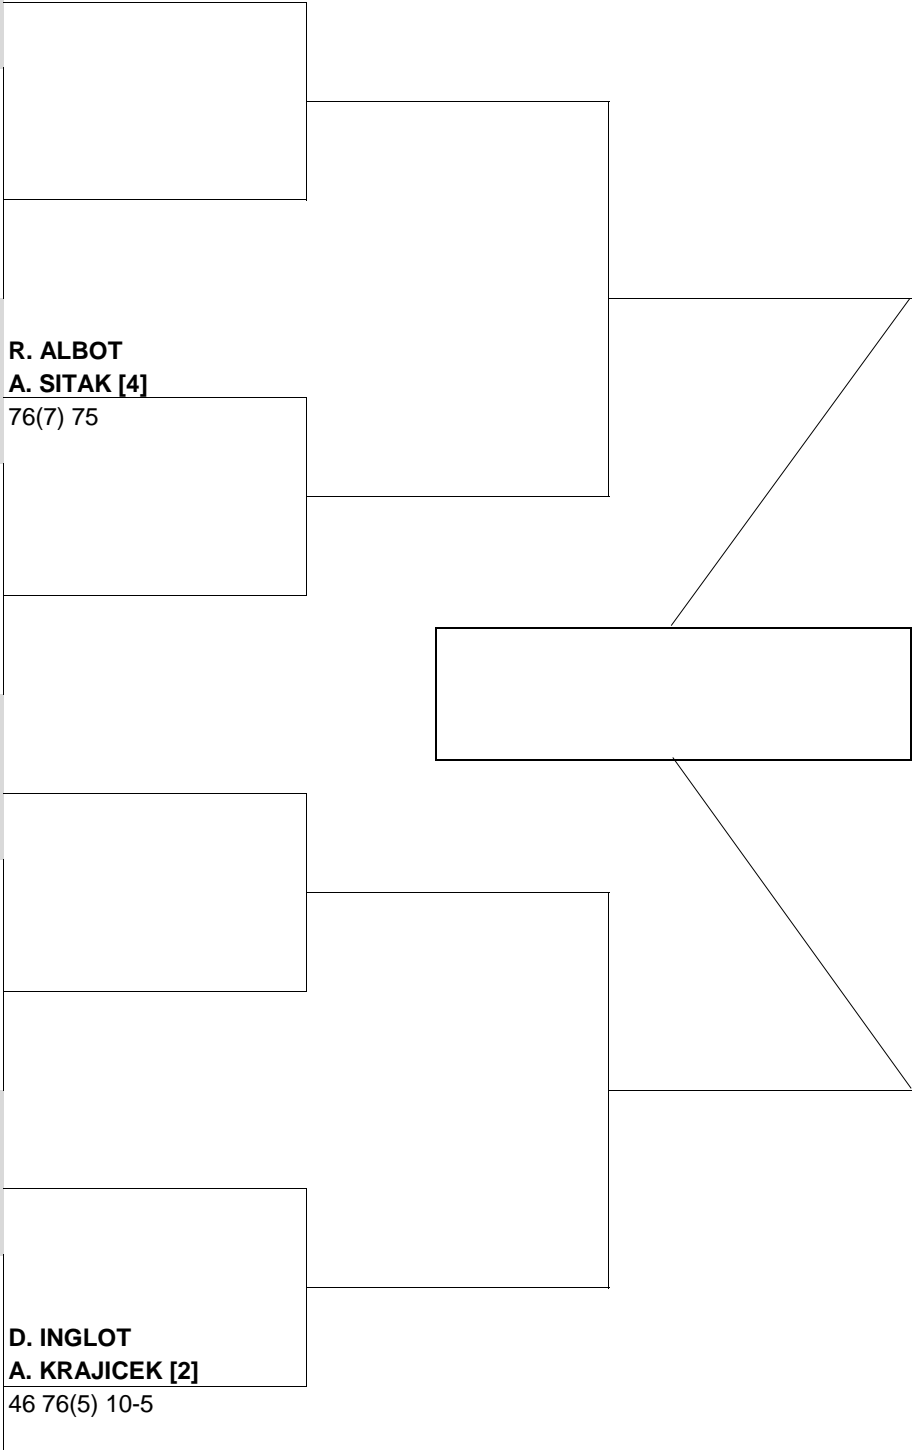 R. ALBOT
A. SITAK [4]
76(7) 75
D. INGLOT
A. KRAJICEK [2]
46 76(5) 10-5